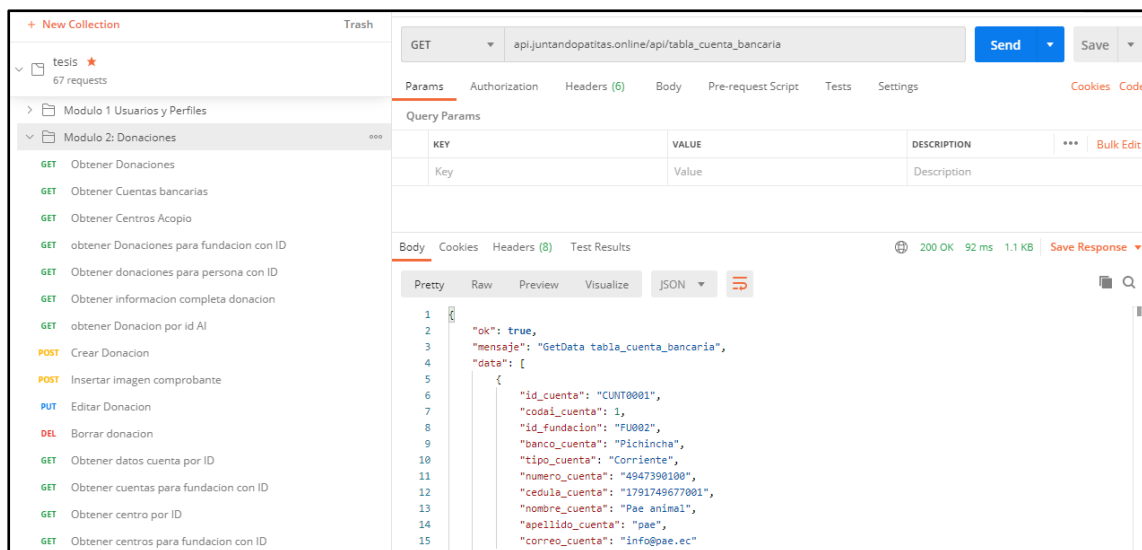 + New Collection
Trash
tesis
67 requests
Modulo 1 Usuarios y Perfiles
Modulo 2: Donaciones
GET Obtener Donaciones
GET Obtener Cuentas bancarias
GET Obtener Centros Acopio
GET obtener Donaciones para fundacion con ID
GET Obtener donaciones para persona con ID
GET Obtener informacion completa donacion
GET obtener Donacion por id AI
POST Crear Donacion
POST Insertar imagen comprobante
PUT Editar Donacion
DEL Borrar donacion
GET Obtener datos cuenta por ID
GET Obtener cuentas para fundacion con ID
GET Obtener centro por ID
GET Obtener centros para fundacion con ID
GET api.juntandopatitas.online/api/tabla_cuenta_bancaria Send Save
Params Authorization Headers (6) Body Pre-request Script Tests Settings Cookies Code
Query Params
KEY VALUE DESCRIPTION Bulk Edit
Key Value Description
Body Cookies Headers (8) Test Results 200 OK 92 ms 1.1 KB Save Response
Pretty Raw Preview Visualize JSON
1 {
2 "ok": true,
3 "mensaje": "GetData tabla_cuenta_bancaria",
4 "data": [
5 {
6 "id_cuenta": "CUNT0001",
7 "codai_cuenta": 1,
8 "id_fundacion": "FU002",
9 "banco_cuenta": "Pichincha",
10 "tipo_cuenta": "Corriente",
11 "numero_cuenta": "4947390100",
12 "cedula_cuenta": "1791749677001",
13 "nombre_cuenta": "Pae animal",
14 "apellido_cuenta": "pae",
15 "correo_cuenta": "info@pae.ec"